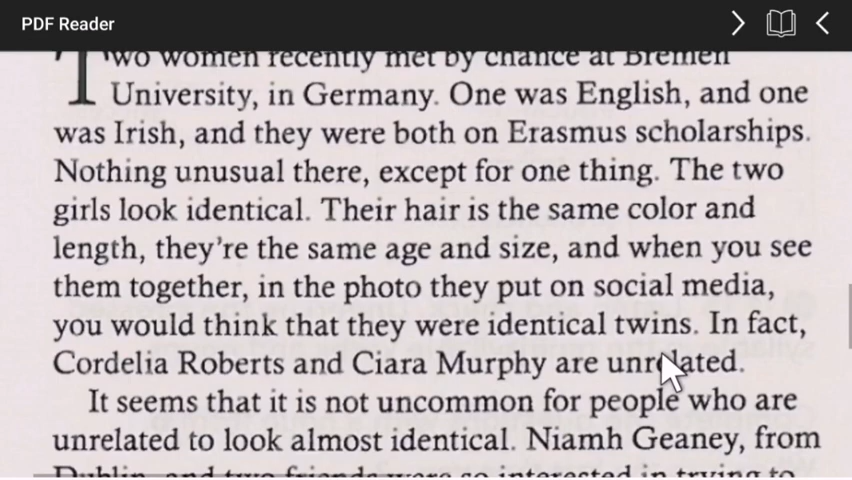 PDF Reader
Two women recently met by chance at Bremen
University, in Germany. One was English, and one
was Irish, and they were both on Erasmus scholarships.
Nothing unusual there, except for one thing. The two
girls look identical. Their hair is the same color and
length, they're the same age and size, and when you see
them together, in the photo they put on social media,
you would think that they were identical twins. In fact,
Cordelia Roberts and Ciara Murphy are unrelated.
It seems that it is not uncommon for people who are
unrelated to look almost identical. Niamh Geaney, from
Dublin, and two friends were so interested in trying to